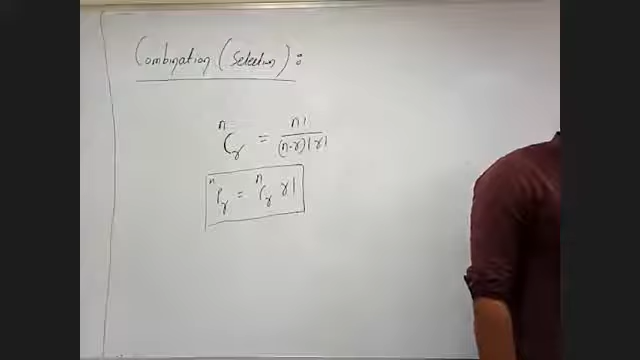 Combination (Selection) :
ⁿCᵣ = n! / (n-r)! r!
ⁿPᵣ = ⁿCᵣ r!